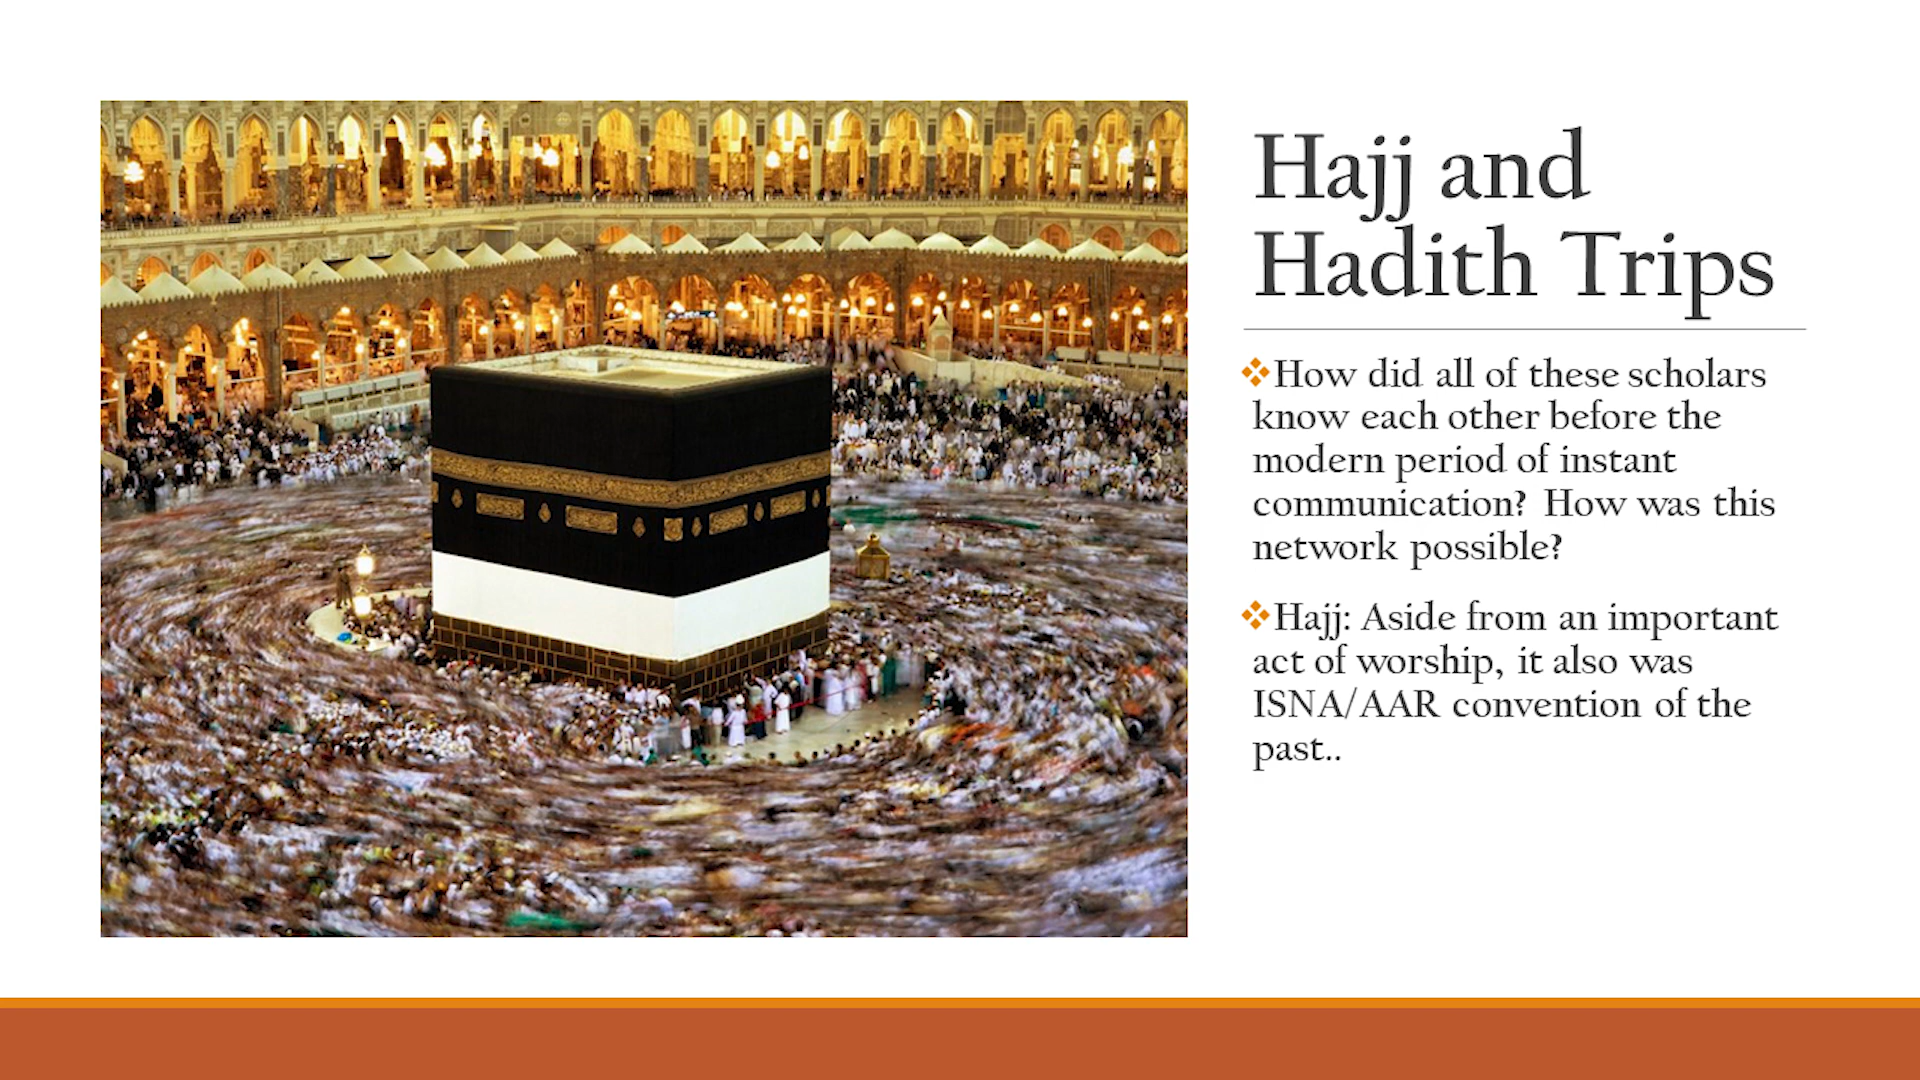 Hajj and
Hadith Trips
❖How did all of these scholars
know each other before the
modern period of instant
communication? How was this
network possible?
❖Hajj: Aside from an important
act of worship, it also was
ISNA/AAR convention of the
past..